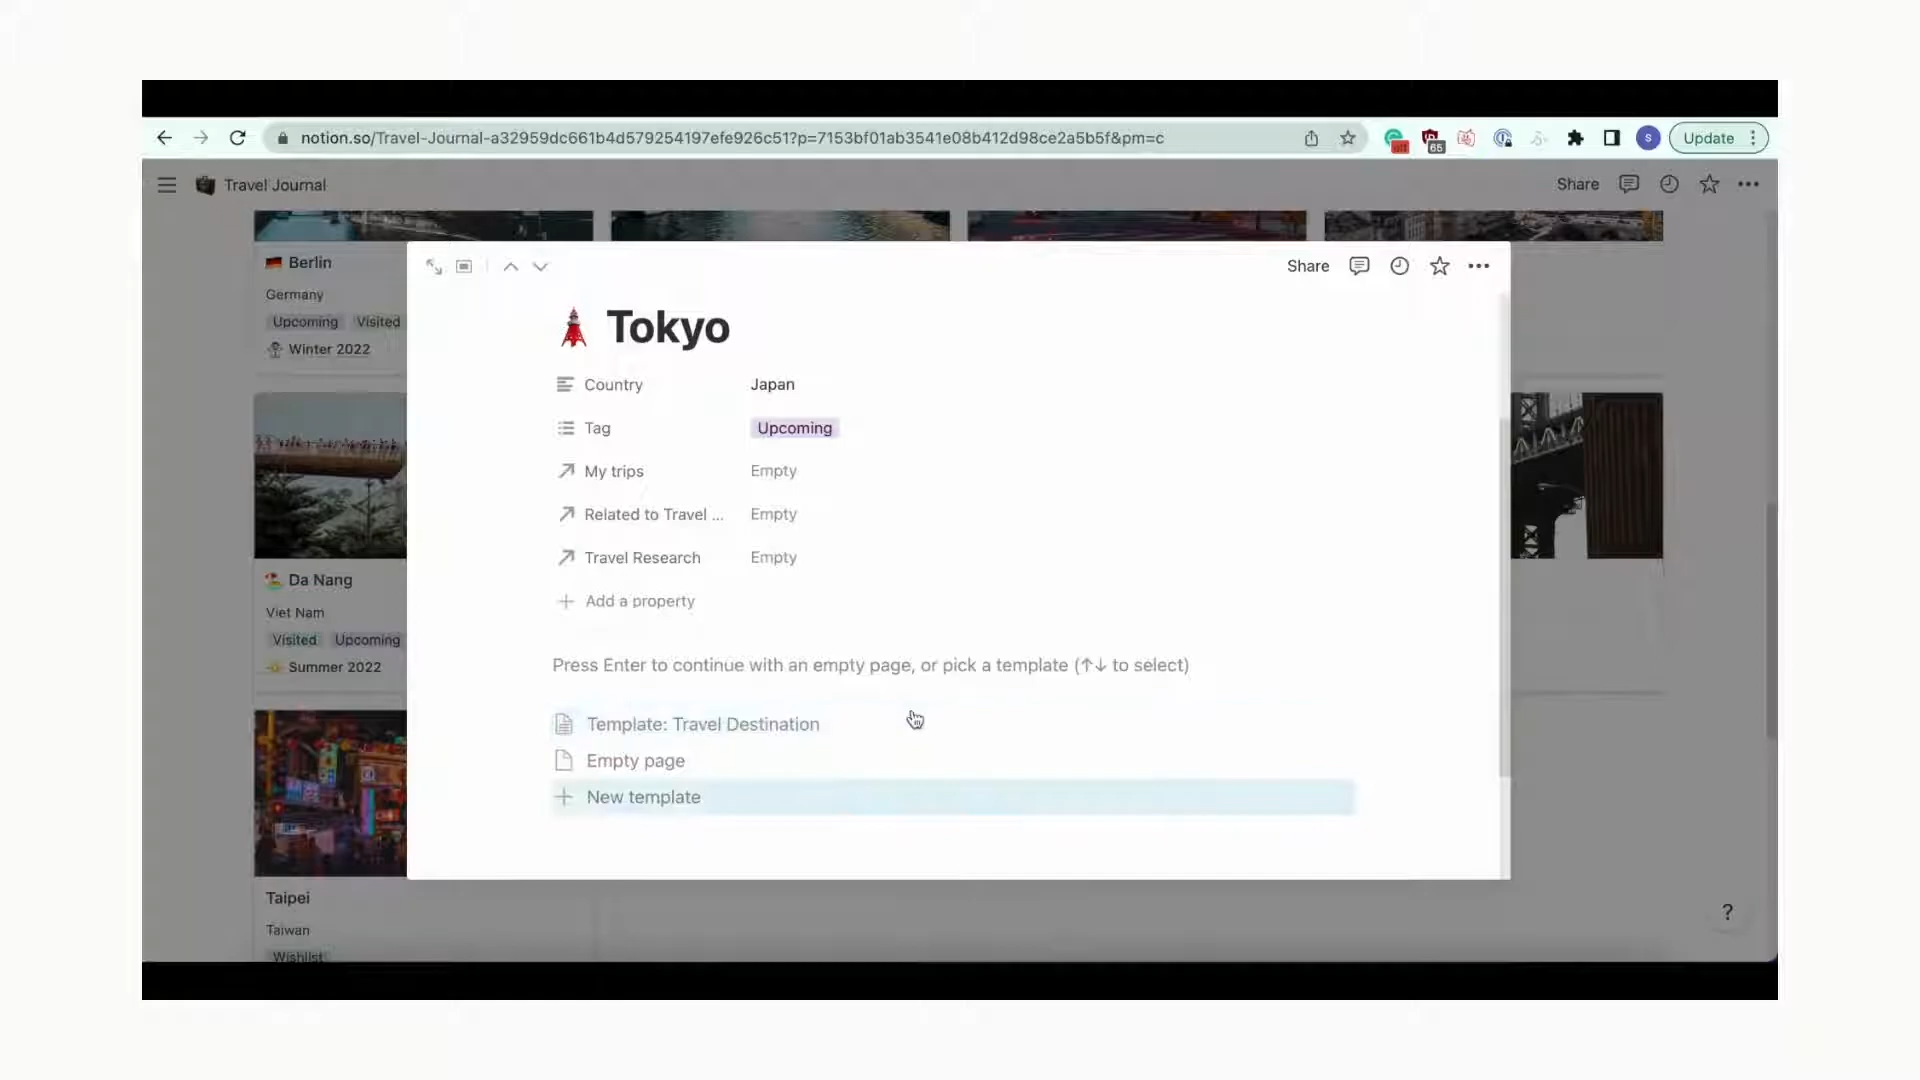 notion.so/Travel-Journal-a32959dc661b4d579254197efe926c51?p=7153bf01ab3541e08b412d98ce2a5b5f&pm=c
65
S
Update
Travel Journal
Share
Berlin
Germany
Upcoming Visited
Winter 2022
Share
Tokyo
Country Japan
Tag Upcoming
My trips Empty
Related to Travel ... Empty
Travel Research Empty
Add a property
Press Enter to continue with an empty page, or pick a template (↑↓ to select)
Template: Travel Destination
Empty page
New template
Da Nang
Viet Nam
Visited Upcoming
Summer 2022
Taipei
Taiwan
Wishlist
?